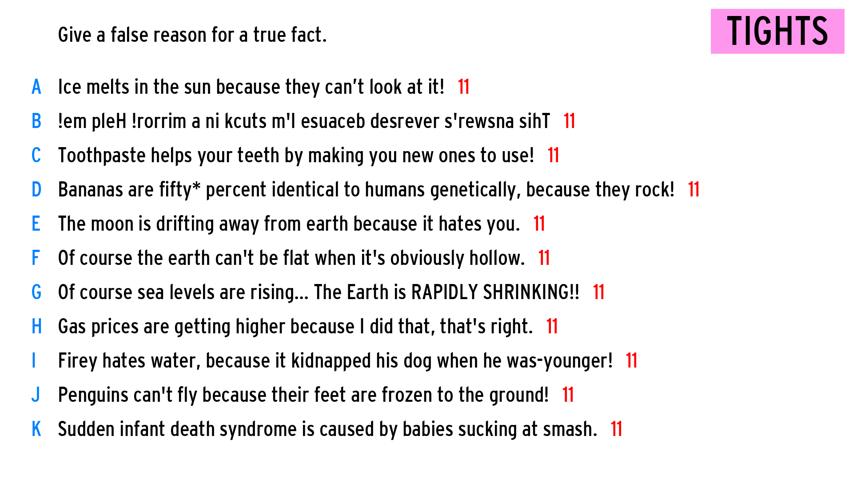 Give a false reason for a true fact.
TIGHTS
A Ice melts in the sun because they can't look at it! 11
B !em pleH !rorrim a ni kcuts m'I esuaceb desrever s'rewsna sihT 11
C Toothpaste helps your teeth by making you new ones to use! 11
D Bananas are fifty* percent identical to humans genetically, because they rock! 11
E The moon is drifting away from earth because it hates you. 11
F Of course the earth can't be flat when it's obviously hollow. 11
G Of course sea levels are rising... The Earth is RAPIDLY SHRINKING!! 11
H Gas prices are getting higher because I did that, that's right. 11
I Firey hates water, because it kidnapped his dog when he was-younger! 11
J Penguins can't fly because their feet are frozen to the ground! 11
K Sudden infant death syndrome is caused by babies sucking at smash. 11